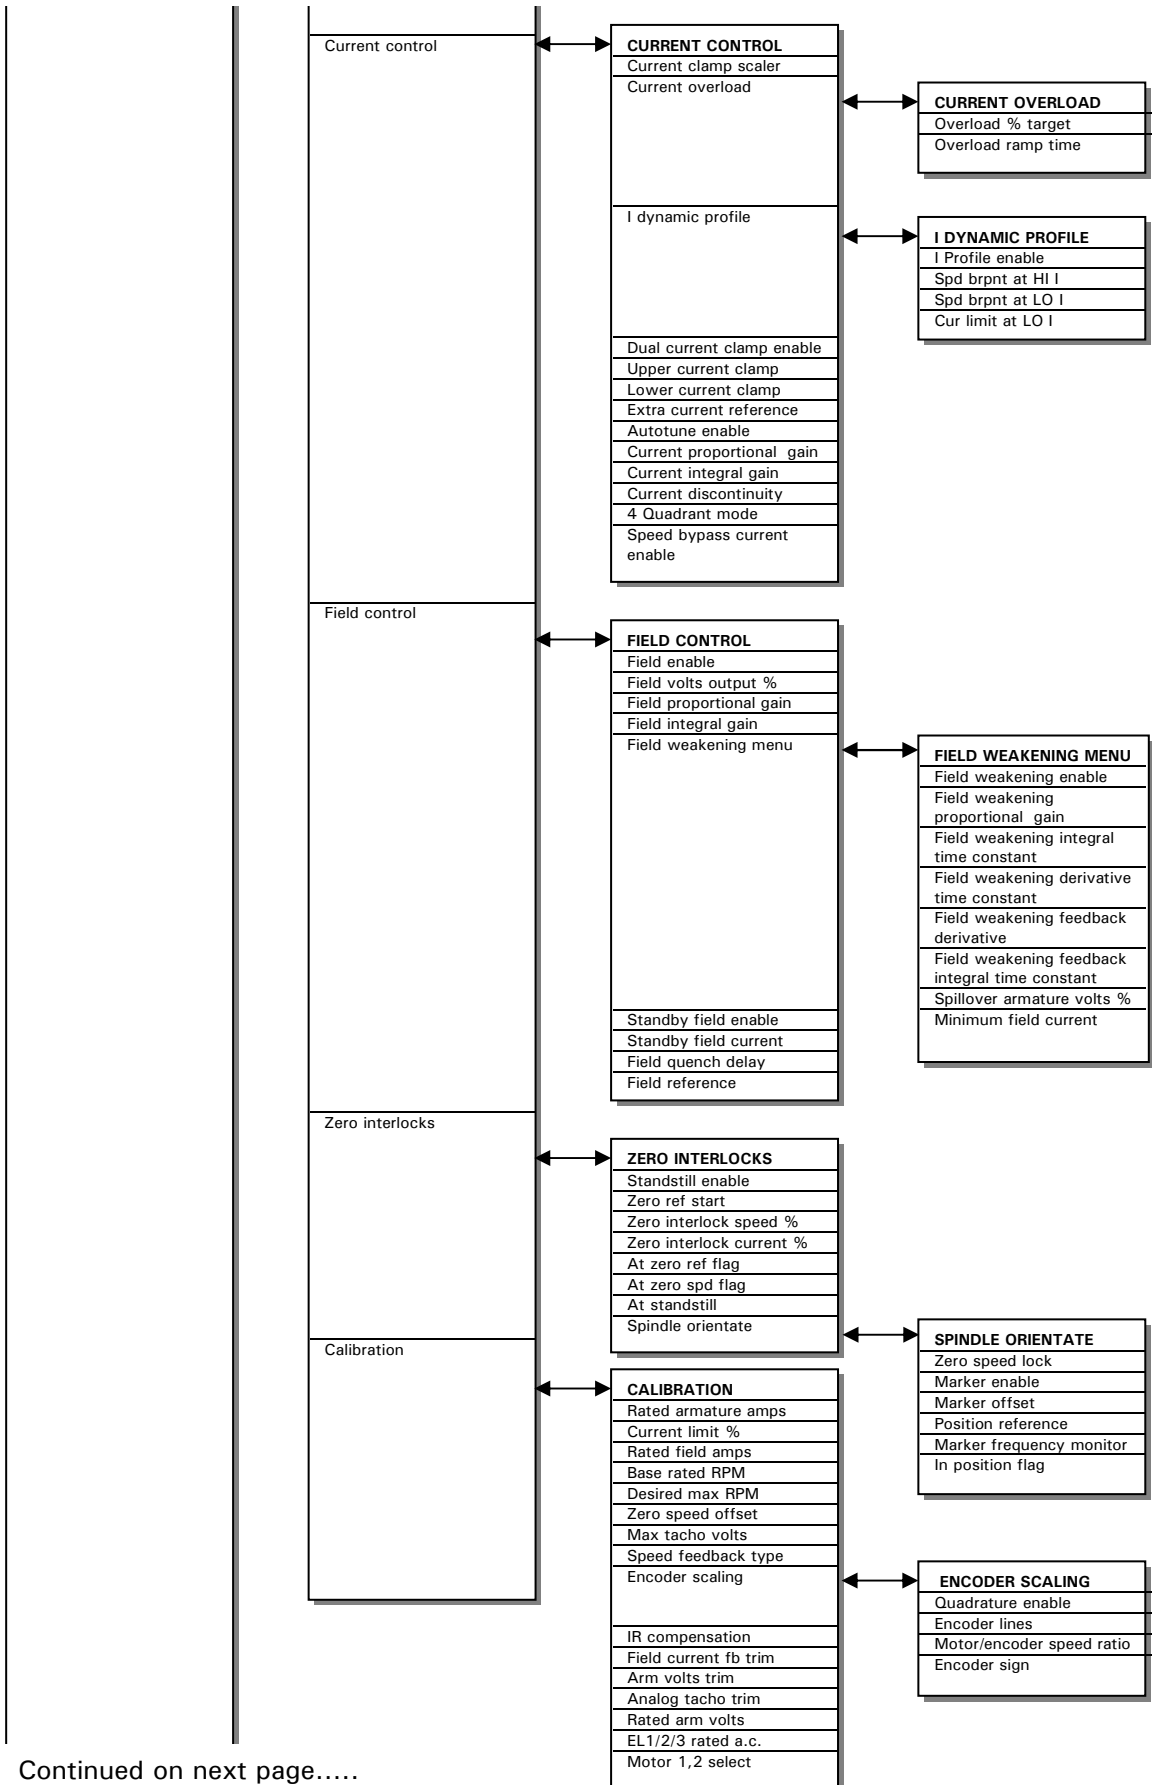 Current control
CURRENT CONTROL
Current clamp scaler
Current overload
CURRENT OVERLOAD
Overload % target
Overload ramp time
I dynamic profile
I DYNAMIC PROFILE
I Profile enable
Spd brpnt at HI I
Spd brpnt at LO I
Cur limit at LO I
Dual current clamp enable
Upper current clamp
Lower current clamp
Extra current reference
Autotune enable
Current proportional gain
Current integral gain
Current discontinuity
4 Quadrant mode
Speed bypass current
enable
Field control
FIELD CONTROL
Field enable
Field volts output %
Field proportional gain
Field integral gain
Field weakening menu
FIELD WEAKENING MENU
Field weakening enable
Field weakening
proportional gain
Field weakening integral
time constant
Field weakening derivative
time constant
Field weakening feedback
derivative
Field weakening feedback
integral time constant
Spillover armature volts %
Minimum field current
Standby field enable
Standby field current
Field quench delay
Field reference
Zero interlocks
ZERO INTERLOCKS
Standstill enable
Zero ref start
Zero interlock speed %
Zero interlock current %
At zero ref flag
At zero spd flag
At standstill
Spindle orientate
SPINDLE ORIENTATE
Zero speed lock
Marker enable
Marker offset
Position reference
Marker frequency monitor
In position flag
Calibration
CALIBRATION
Rated armature amps
Current limit %
Rated field amps
Base rated RPM
Desired max RPM
Zero speed offset
Max tacho volts
Speed feedback type
Encoder scaling
ENCODER SCALING
Quadrature enable
Encoder lines
Motor/encoder speed ratio
Encoder sign
IR compensation
Field current fb trim
Arm volts trim
Analog tacho trim
Rated arm volts
EL1/2/3 rated a.c.
Motor 1,2 select
Continued on next page.....